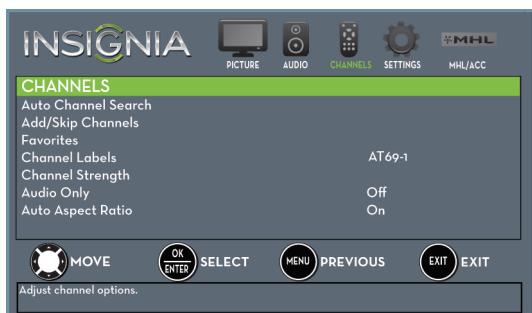 INSIGNIA
PICTURE AUDIO CHANNELS SETTINGS MHL MHL/ACC
CHANNELS
Auto Channel Search
Add/Skip Channels
Favorites
Channel Labels AT69-1
Channel Strength
Audio Only Off
Auto Aspect Ratio On
MOVE OK ENTER SELECT MENU PREVIOUS EXIT EXIT
Adjust channel options.